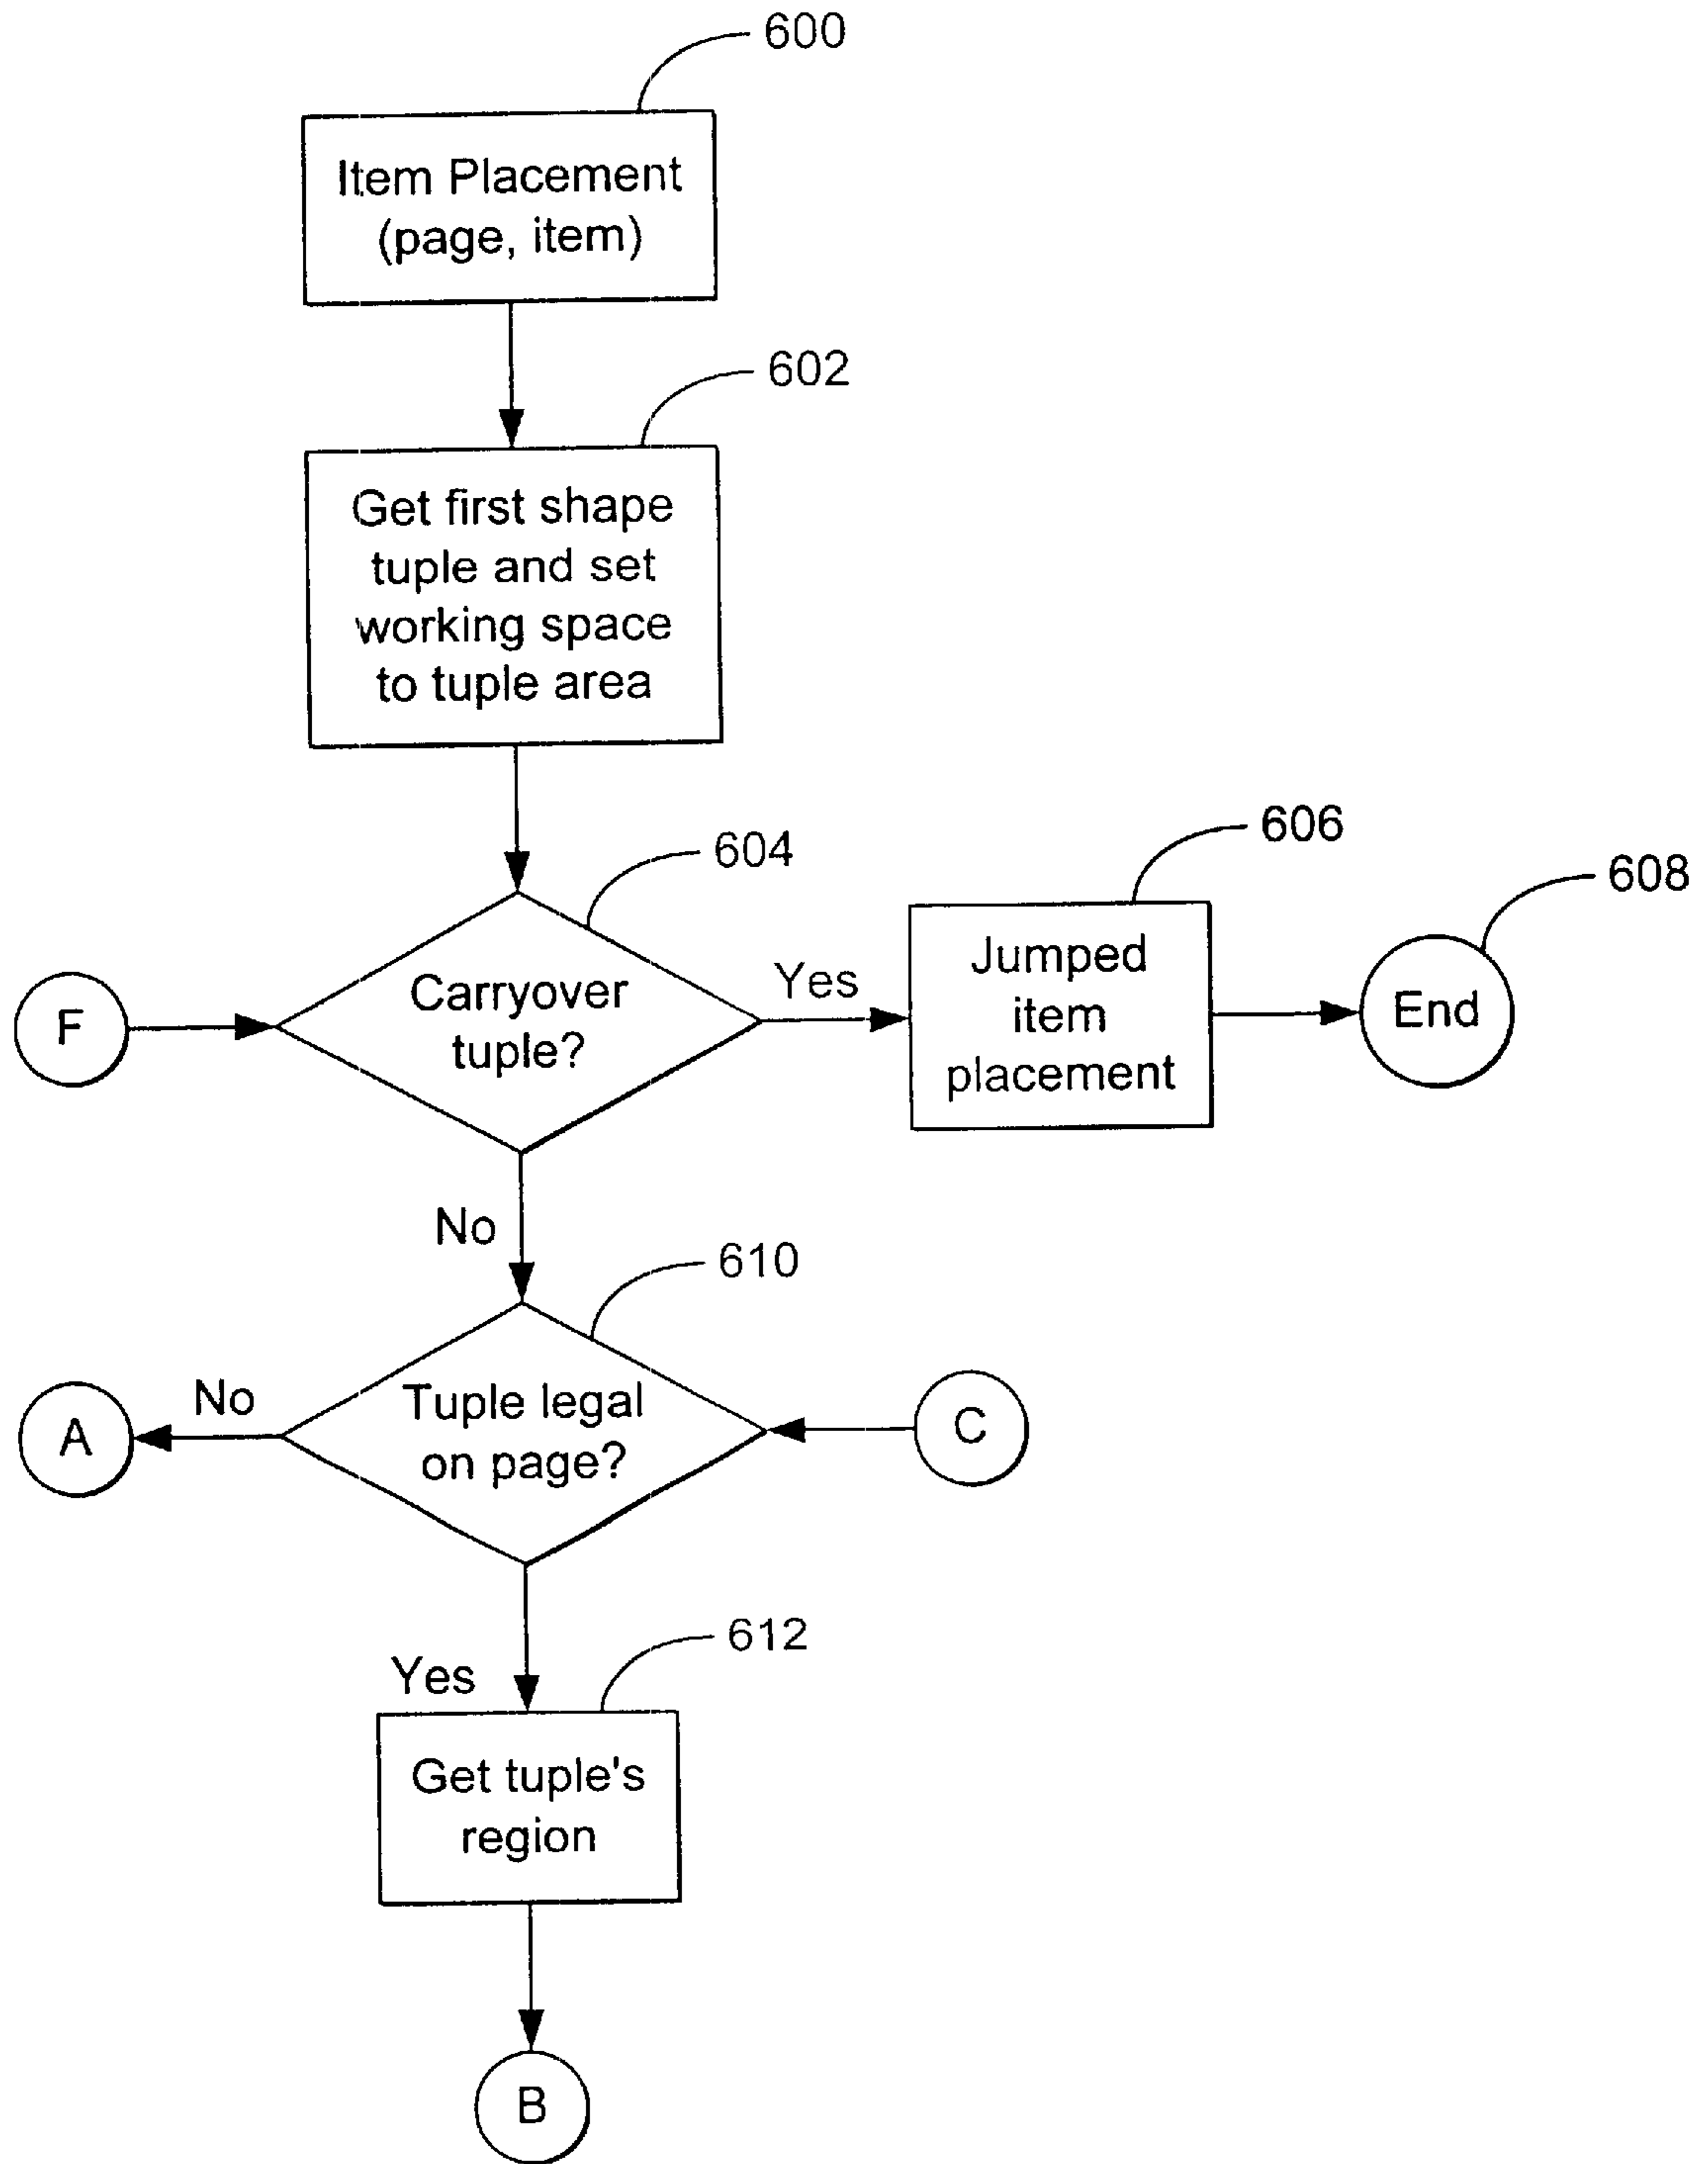 600
Item Placement
(page, item)
602
Get first shape
tuple and set
working space
to tuple area
604
606
608
F
Carryover
tuple?
Yes
Jumped
item
placement
End
No
610
A
No
Tuple legal
on page?
C
612
Yes
Get tuple's
region
B